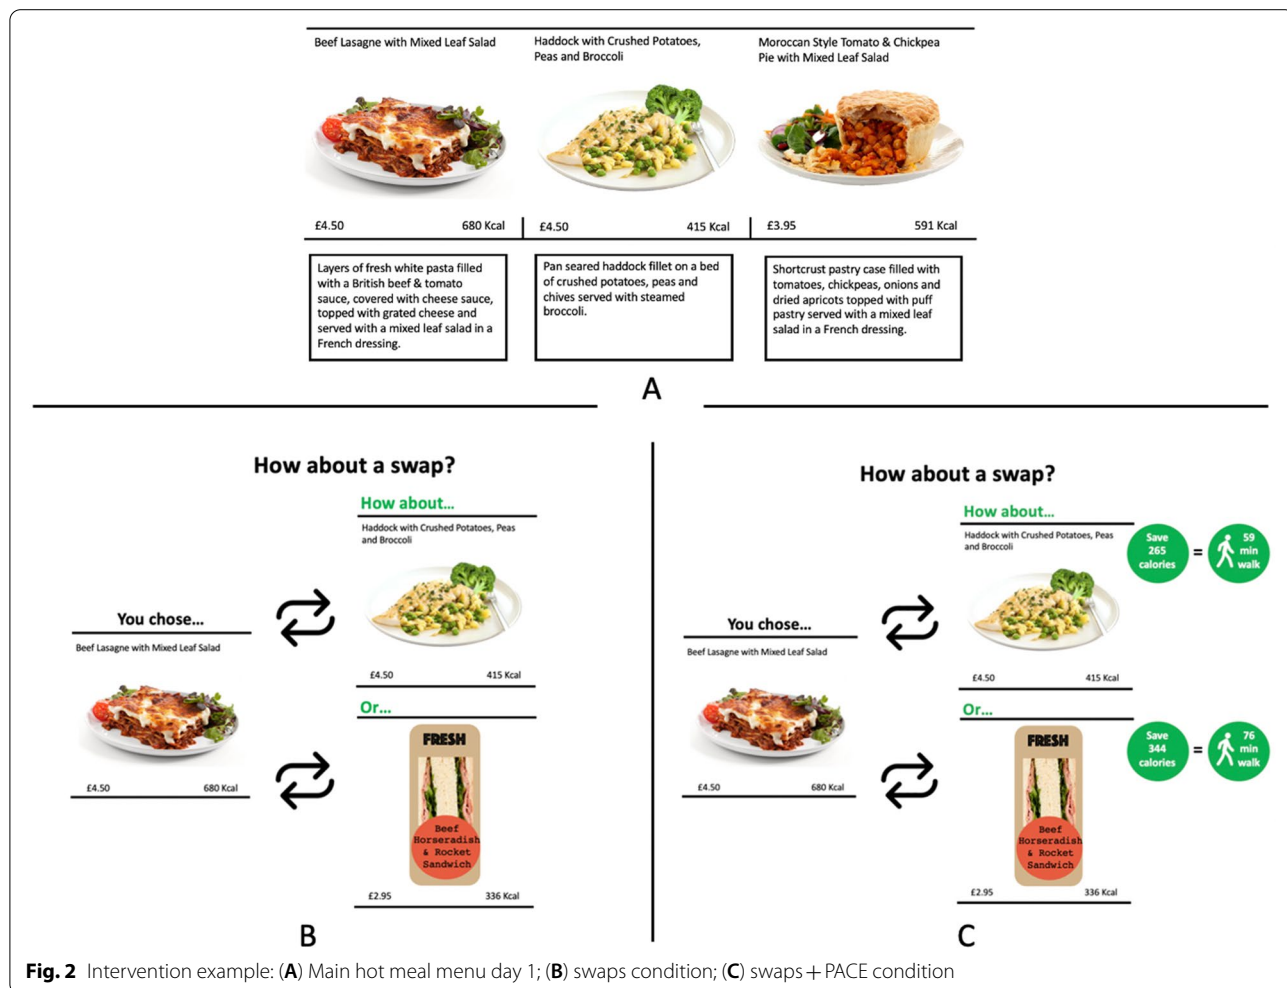 Beef Lasagne with Mixed Leaf Salad
Haddock with Crushed Potatoes,
Peas and Broccoli
Moroccan Style Tomato & Chickpea
Pie with Mixed Leaf Salad
£4.50 680 Kcal
£4.50 415 Kcal
£3.95 591 Kcal
Layers of fresh white pasta filled
with a British beef & tomato
sauce, covered with cheese sauce,
topped with grated cheese and
served with a mixed leaf salad in a
French dressing.
Pan seared haddock fillet on a bed
of crushed potatoes, peas and
chives served with steamed
broccoli.
Shortcrust pastry case filled with
tomatoes, chickpeas, onions and
dried apricots topped with puff
pastry served with a mixed leaf
salad in a French dressing.
A
How about a swap?
How about...
Haddock with Crushed Potatoes, Peas
and Broccoli
You chose...
Beef Lasagne with Mixed Leaf Salad
£4.50 415 Kcal
Or...
FRESH
£4.50 680 Kcal
Beef
Horseradish
& Rocket
Sandwich
£2.95 336 Kcal
B
How about a swap?
How about...
Haddock with Crushed Potatoes, Peas
and Broccoli
Save
265
calories
=
59
min
walk
You chose...
Beef Lasagne with Mixed Leaf Salad
£4.50 415 Kcal
Or...
FRESH
Save
344
calories
=
76
min
walk
£4.50 680 Kcal
Beef
Horseradish
& Rocket
Sandwich
£2.95 336 Kcal
C
Fig. 2 Intervention example: (A) Main hot meal menu day 1; (B) swaps condition; (C) swaps + PACE condition